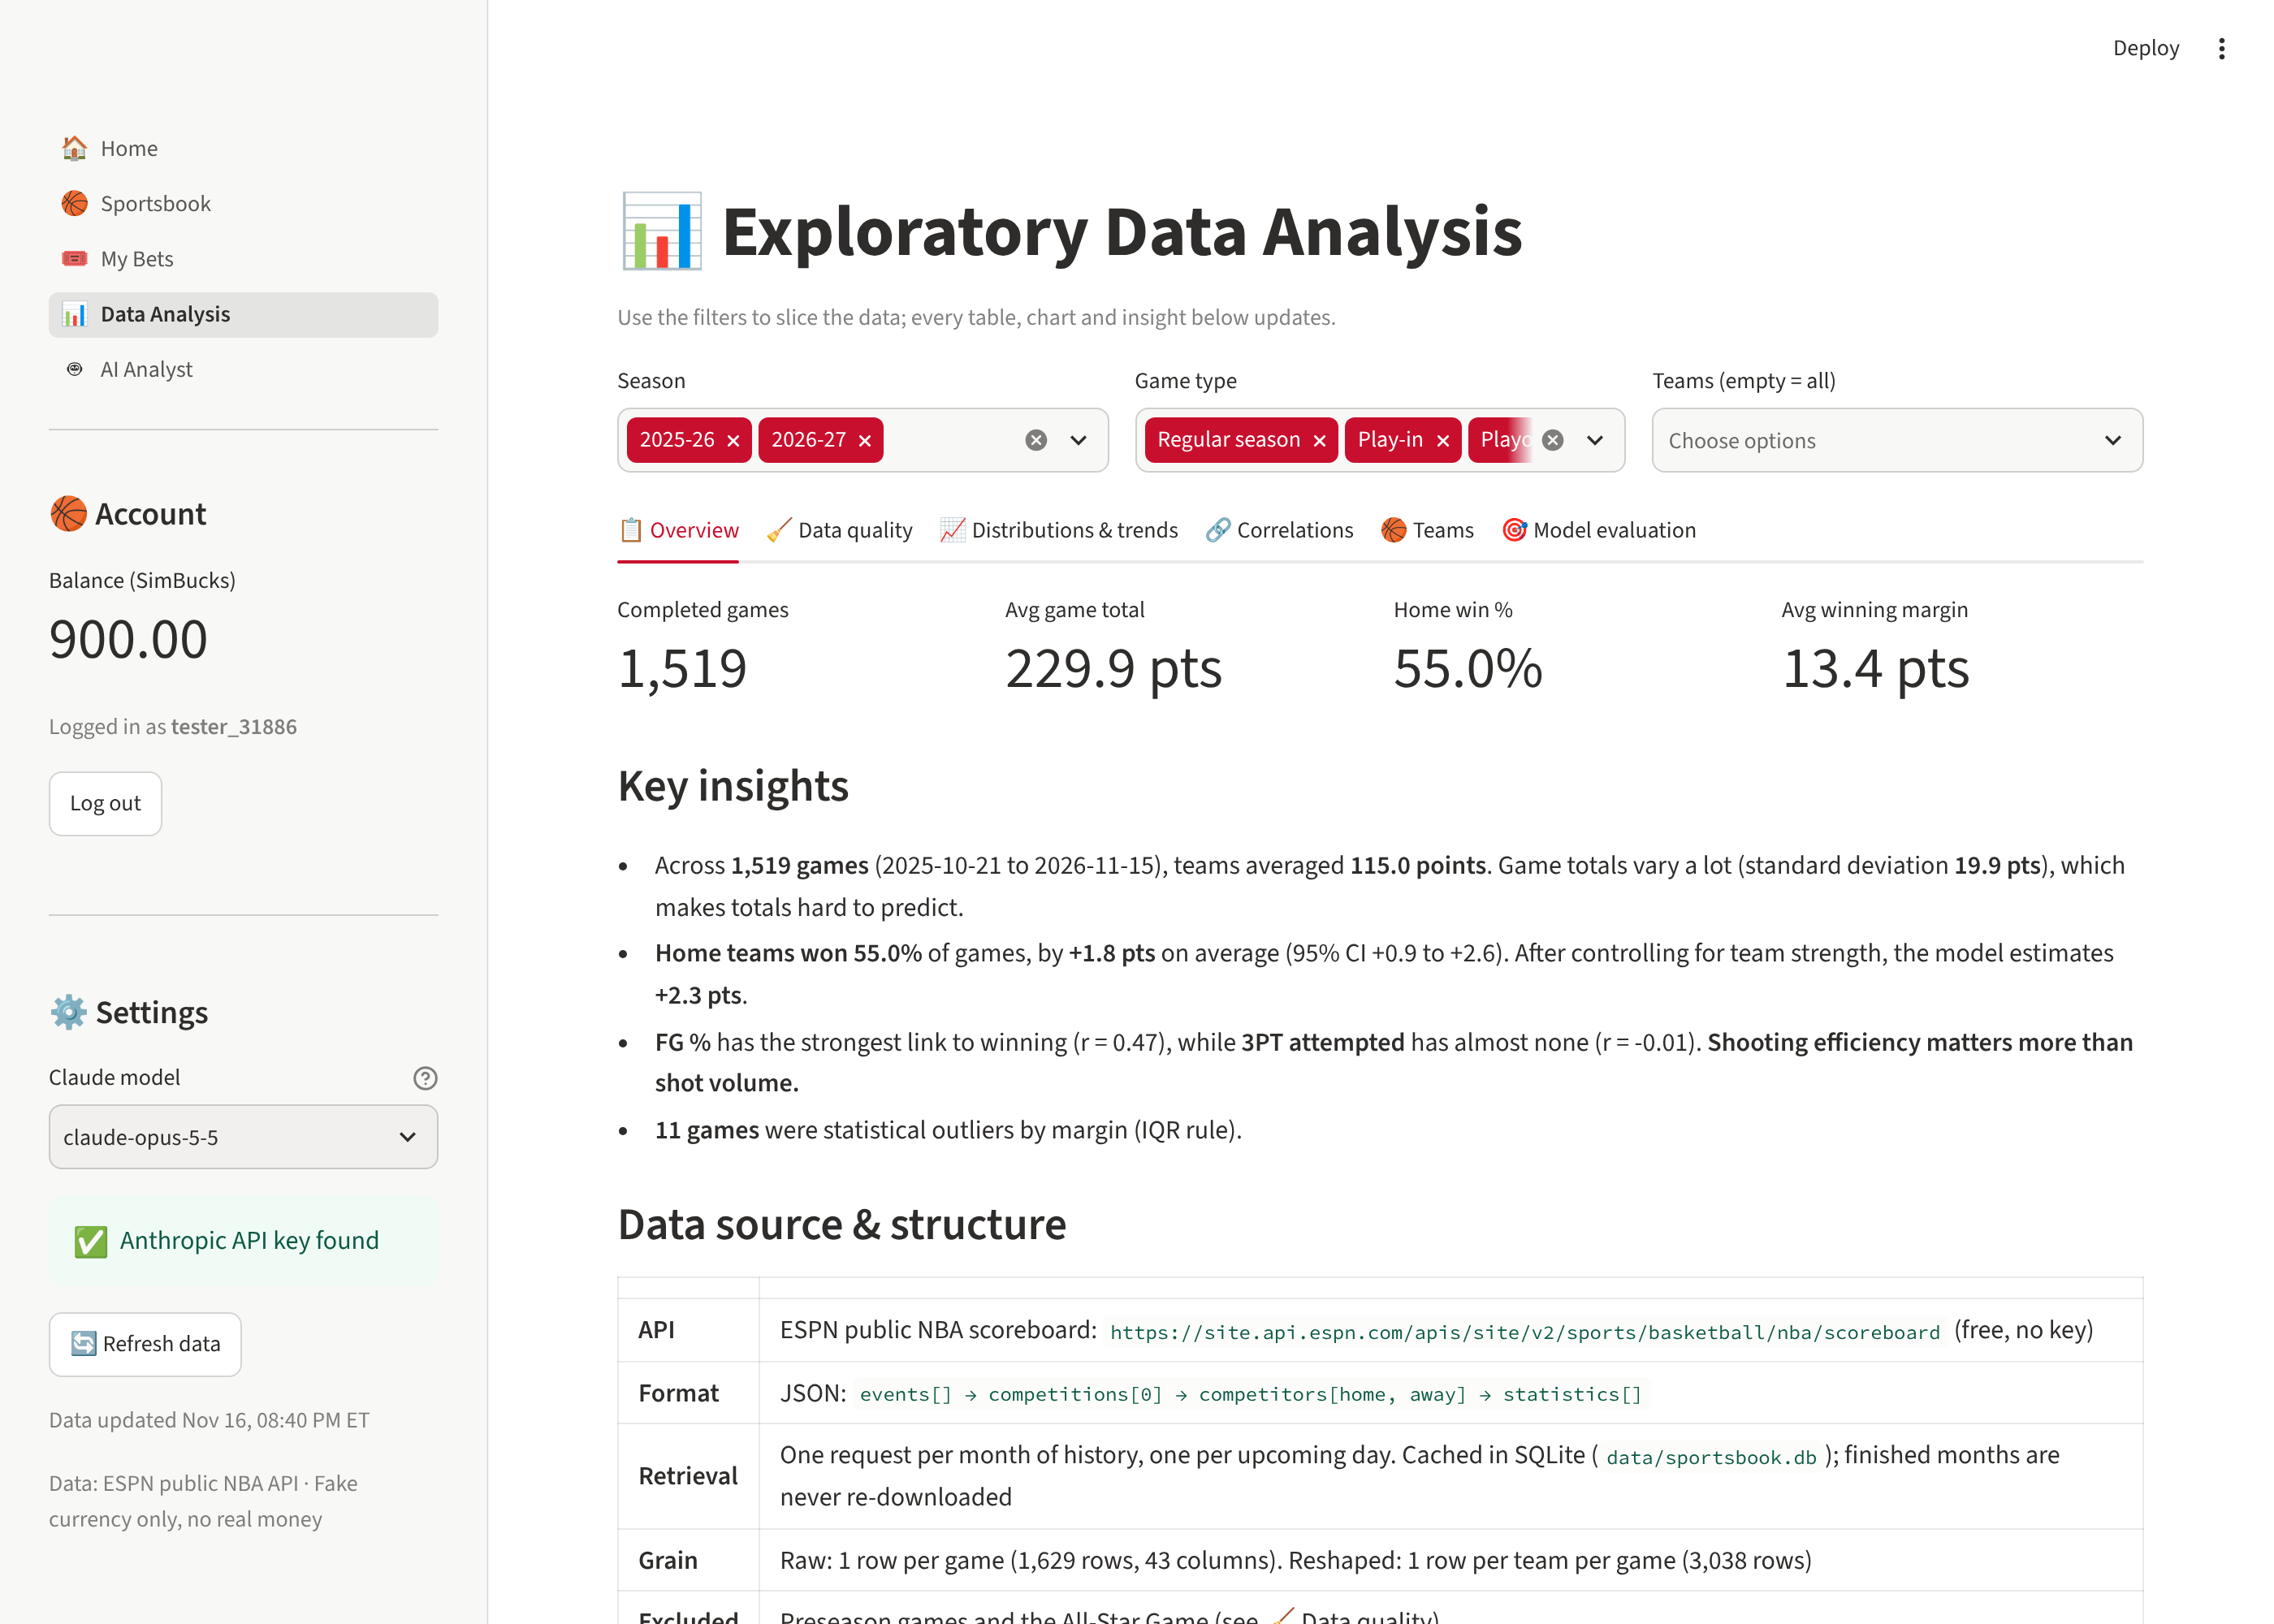 Deploy
Home
Sportsbook
My Bets
Data Analysis
AI Analyst
Account
Balance (SimBucks)
900.00
Logged in as tester_31886
Log out
Settings
Claude model
claude-opus-5-5
Anthropic API key found
Refresh data
Data updated Nov 16, 08:40 PM ET
Data: ESPN public NBA API · Fake
currency only, no real money
Exploratory Data Analysis
Use the filters to slice the data; every table, chart and insight below updates.
Season
2025-26
2026-27
Game type
Regular season
Play-in
Playo
Teams (empty = all)
Choose options
Overview
Data quality
Distributions & trends
Correlations
Teams
Model evaluation
Completed games
1,519
Avg game total
229.9 pts
Home win %
55.0%
Avg winning margin
13.4 pts
Key insights
Across 1,519 games (2025-10-21 to 2026-11-15), teams averaged 115.0 points. Game totals vary a lot (standard deviation 19.9 pts), which
makes totals hard to predict.
Home teams won 55.0% of games, by +1.8 pts on average (95% CI +0.9 to +2.6). After controlling for team strength, the model estimates
+2.3 pts.
FG % has the strongest link to winning (r = 0.47), while 3PT attempted has almost none (r = -0.01). Shooting efficiency matters more than
shot volume.
11 games were statistical outliers by margin (IQR rule).
Data source & structure
API
ESPN public NBA scoreboard: https://site.api.espn.com/apis/site/v2/sports/basketball/nba/scoreboard (free, no key)
Format
JSON: events[] → competitions[0] → competitors[home, away] → statistics[]
Retrieval
One request per month of history, one per upcoming day. Cached in SQLite ( data/sportsbook.db ); finished months are
never re-downloaded
Grain
Raw: 1 row per game (1,629 rows, 43 columns). Reshaped: 1 row per team per game (3,038 rows)
Excluded
Preseason games and the All-Star Game (see Data quality)